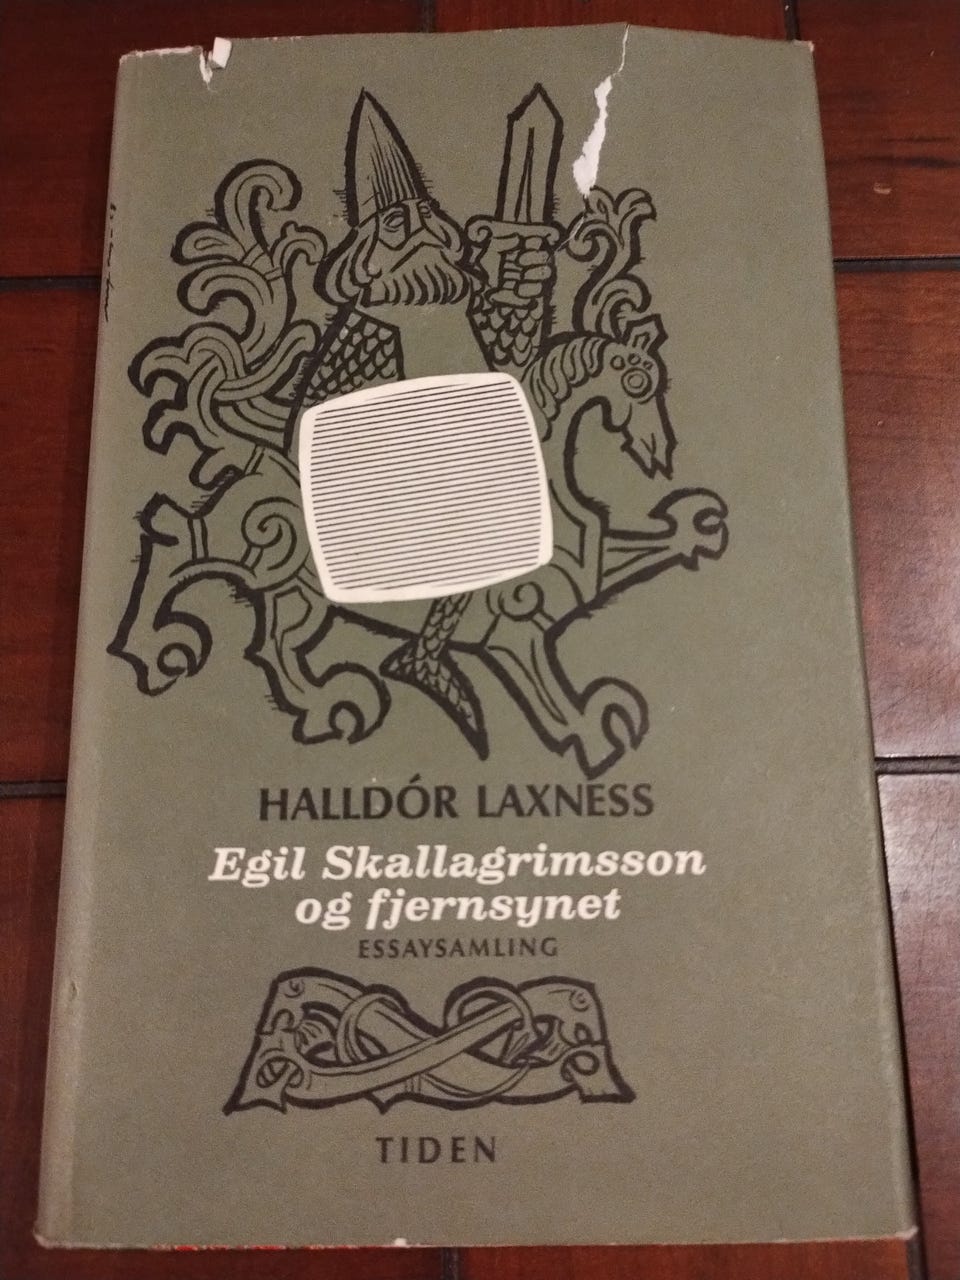 HALLDÓR LAXNESS
Egil Skallagrimsson
og fjernsynet
ESSAYSAMLING
TIDEN